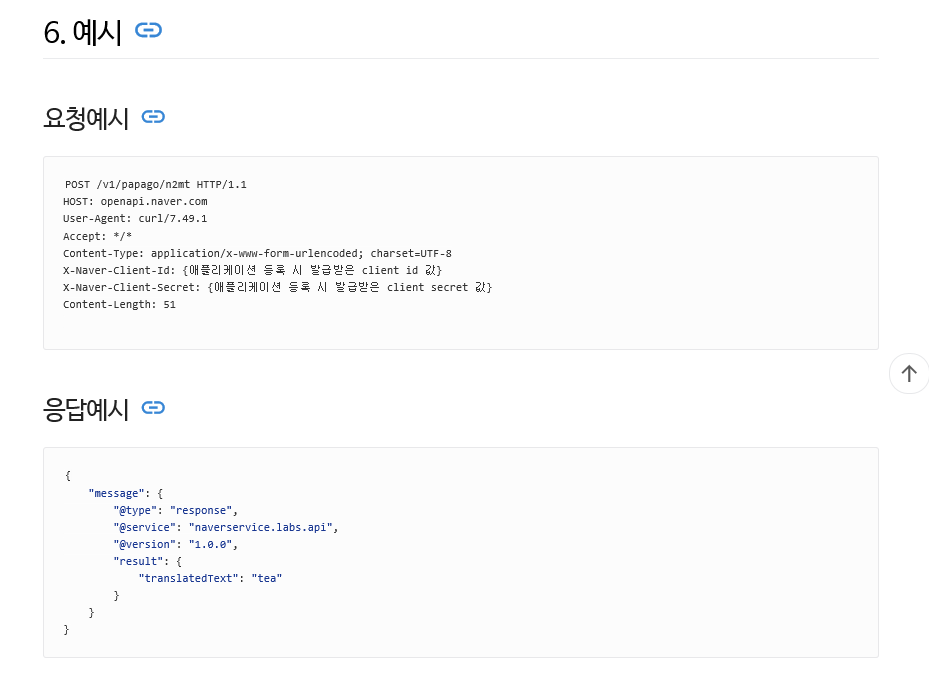 6. 예시
요청예시
POST /v1/papago/n2mt HTTP/1.1
HOST: openapi.naver.com
User-Agent: curl/7.49.1
Accept: */*
Content-Type: application/x-www-form-urlencoded; charset=UTF-8
X-Naver-Client-Id: {애플리케이션 등록 시 발급받은 client id 값}
X-Naver-Client-Secret: {애플리케이션 등록 시 발급받은 client secret 값}
Content-Length: 51
응답예시
{
    "message": {
        "@type": "response",
        "@service": "naverservice.labs.api",
        "@version": "1.0.0",
        "result": {
            "translatedText": "tea"
        }
    }
}